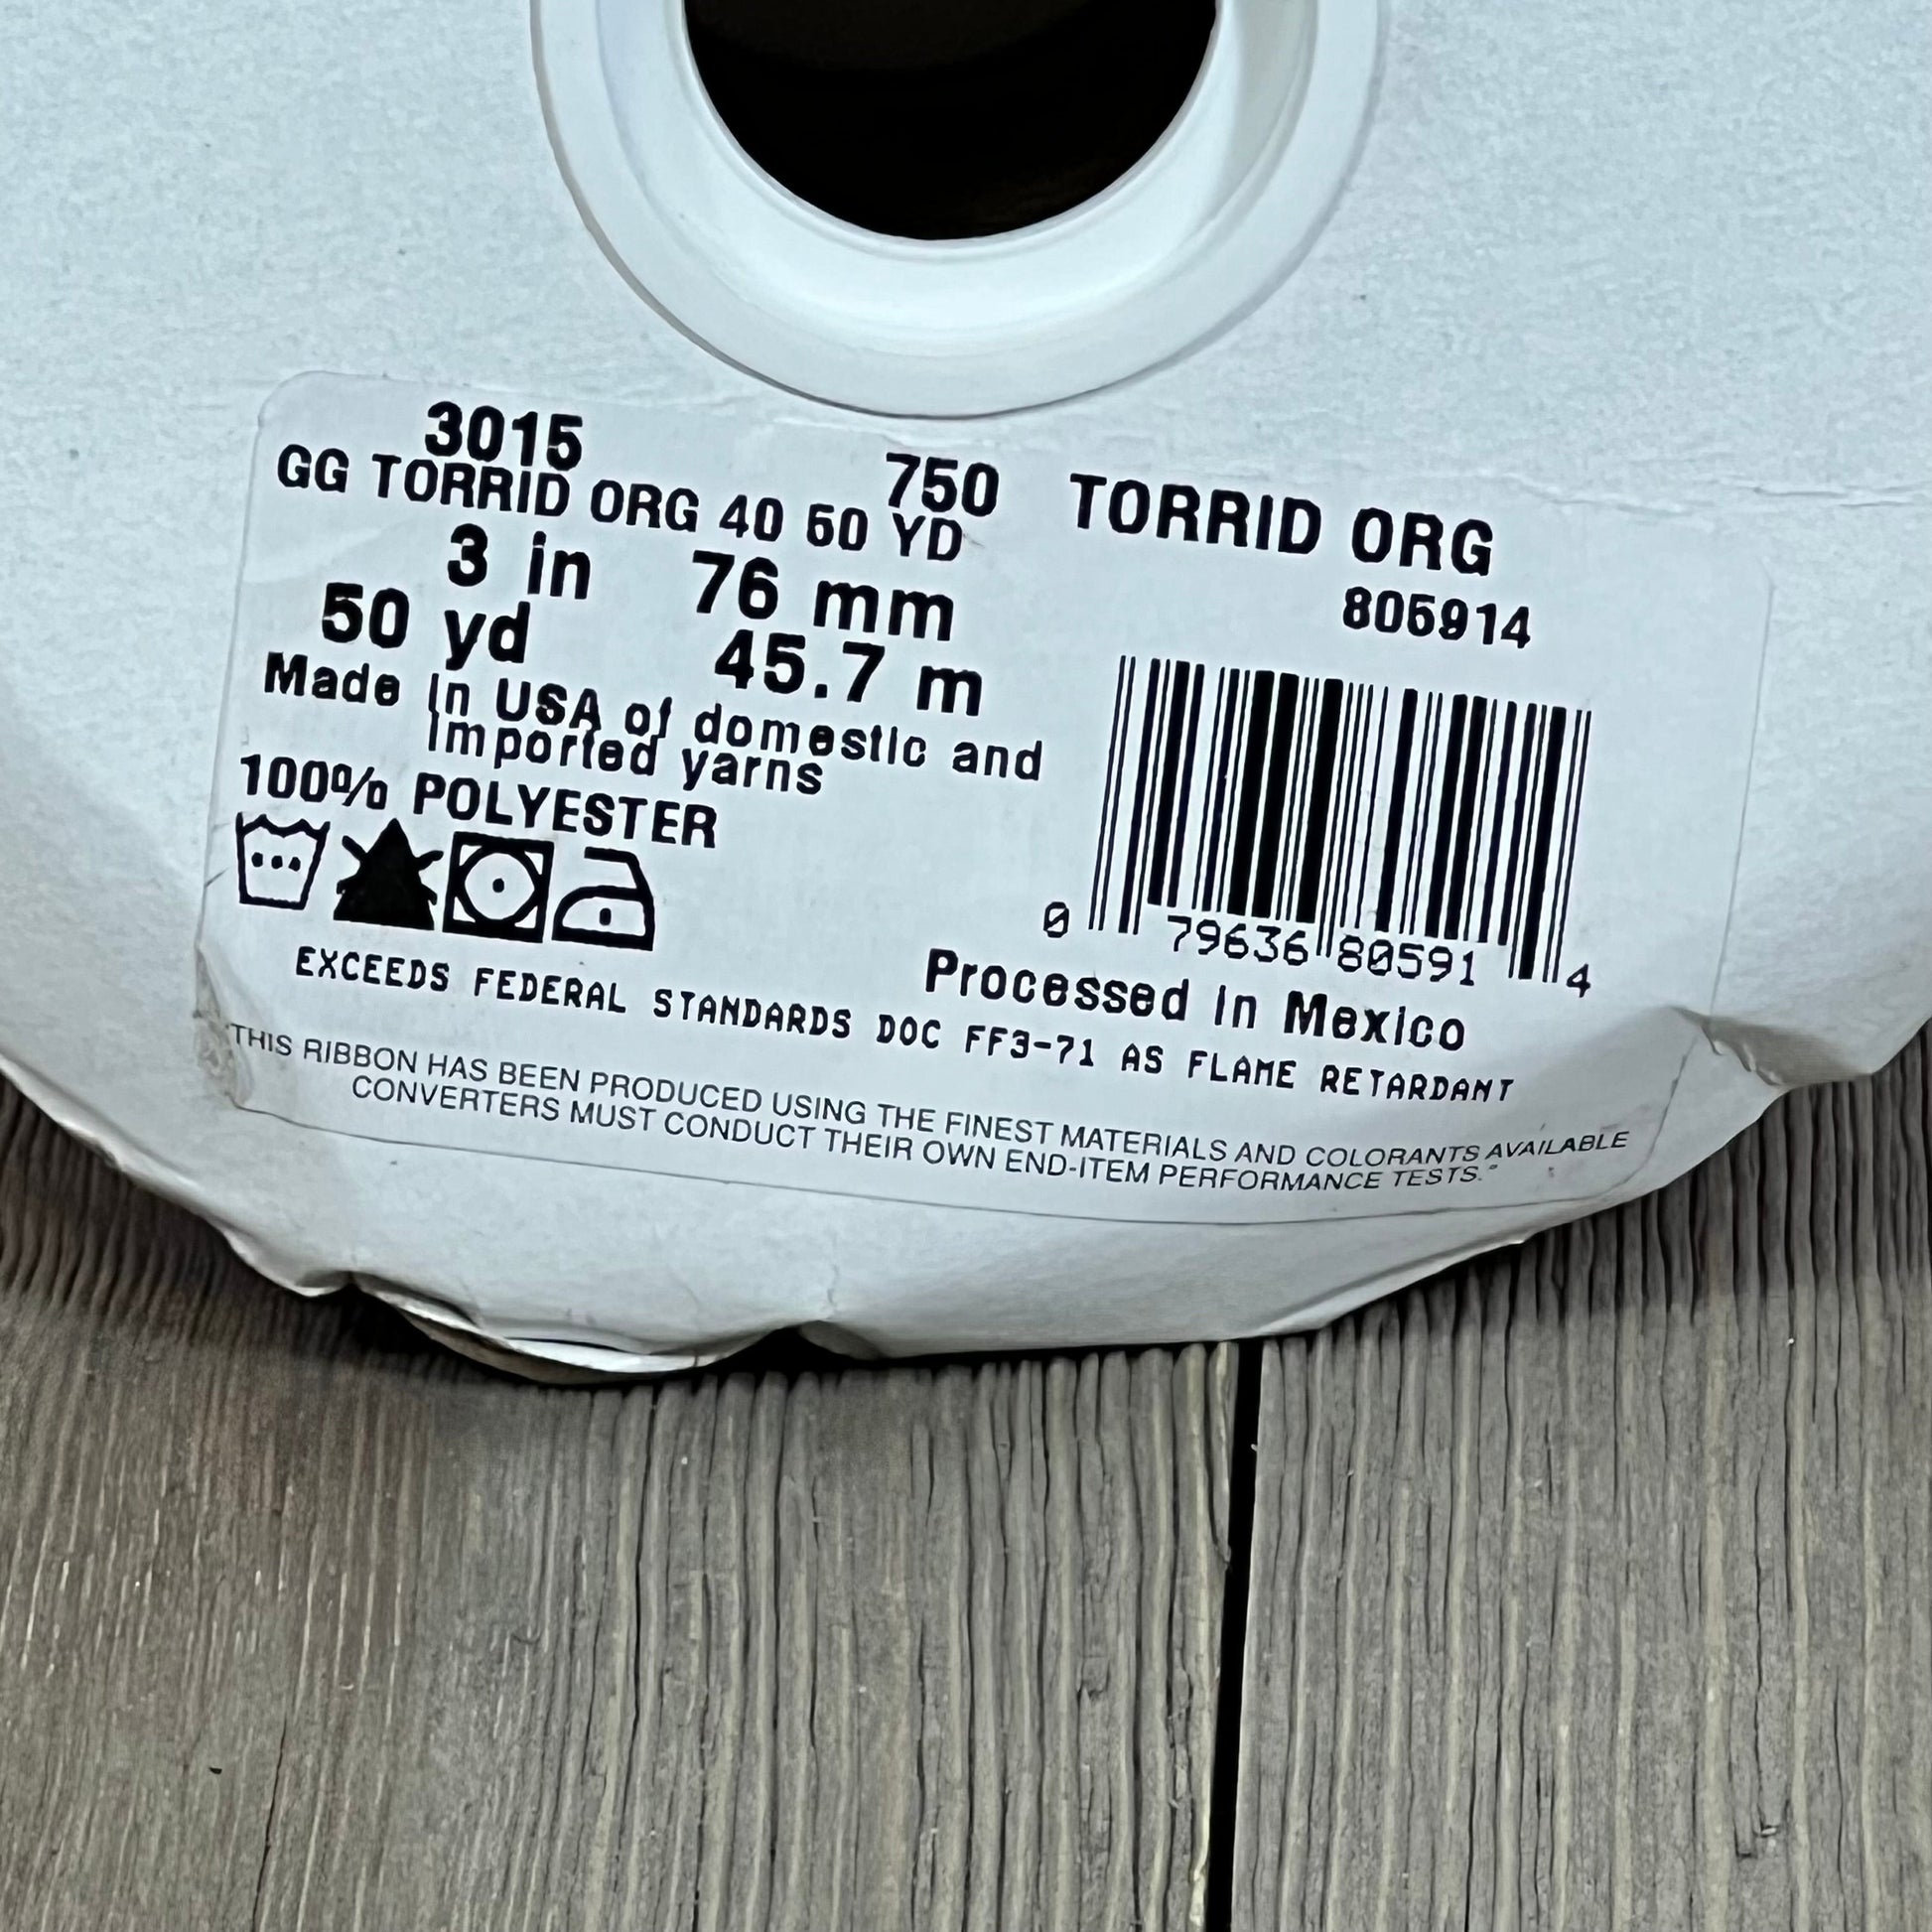 3015 750 TORRID ORG
GG TORRID ORG 40 50 YD
3 in 76 mm
805914
50 yd 45.7 m
Made in USA of domestic and
imported yarns
100% POLYESTER
0 79636 80591 4
Processed in Mexico
EXCEEDS FEDERAL STANDARDS DOC FF3-71 AS FLAME RETARDANT
"THIS RIBBON HAS BEEN PRODUCED USING THE FINEST MATERIALS AND COLORANTS AVAILABLE
CONVERTERS MUST CONDUCT THEIR OWN END-ITEM PERFORMANCE TESTS."